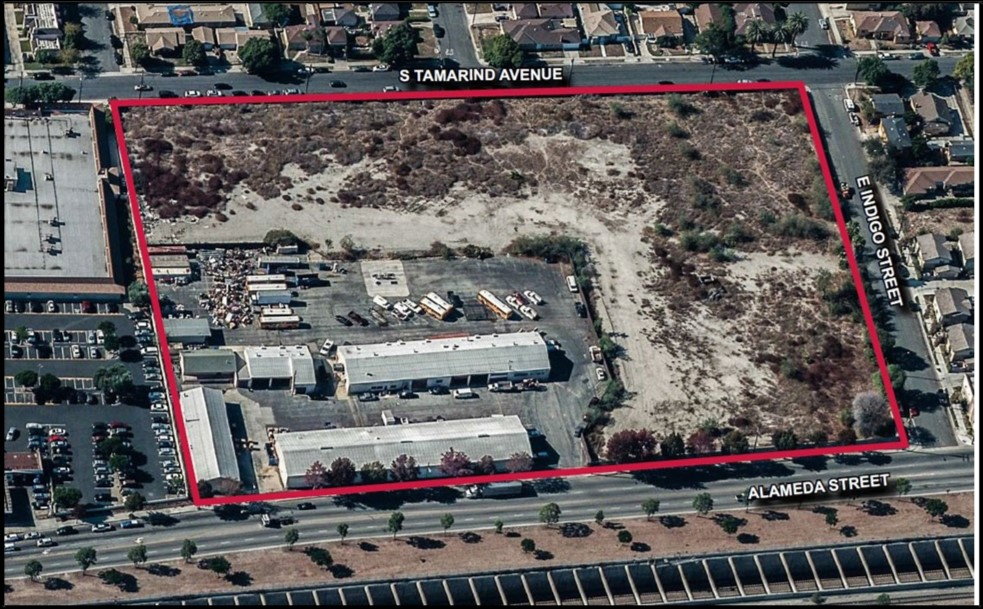 S TAMARIND AVENUE
E INDIGO STREET
ALAMEDA STREET